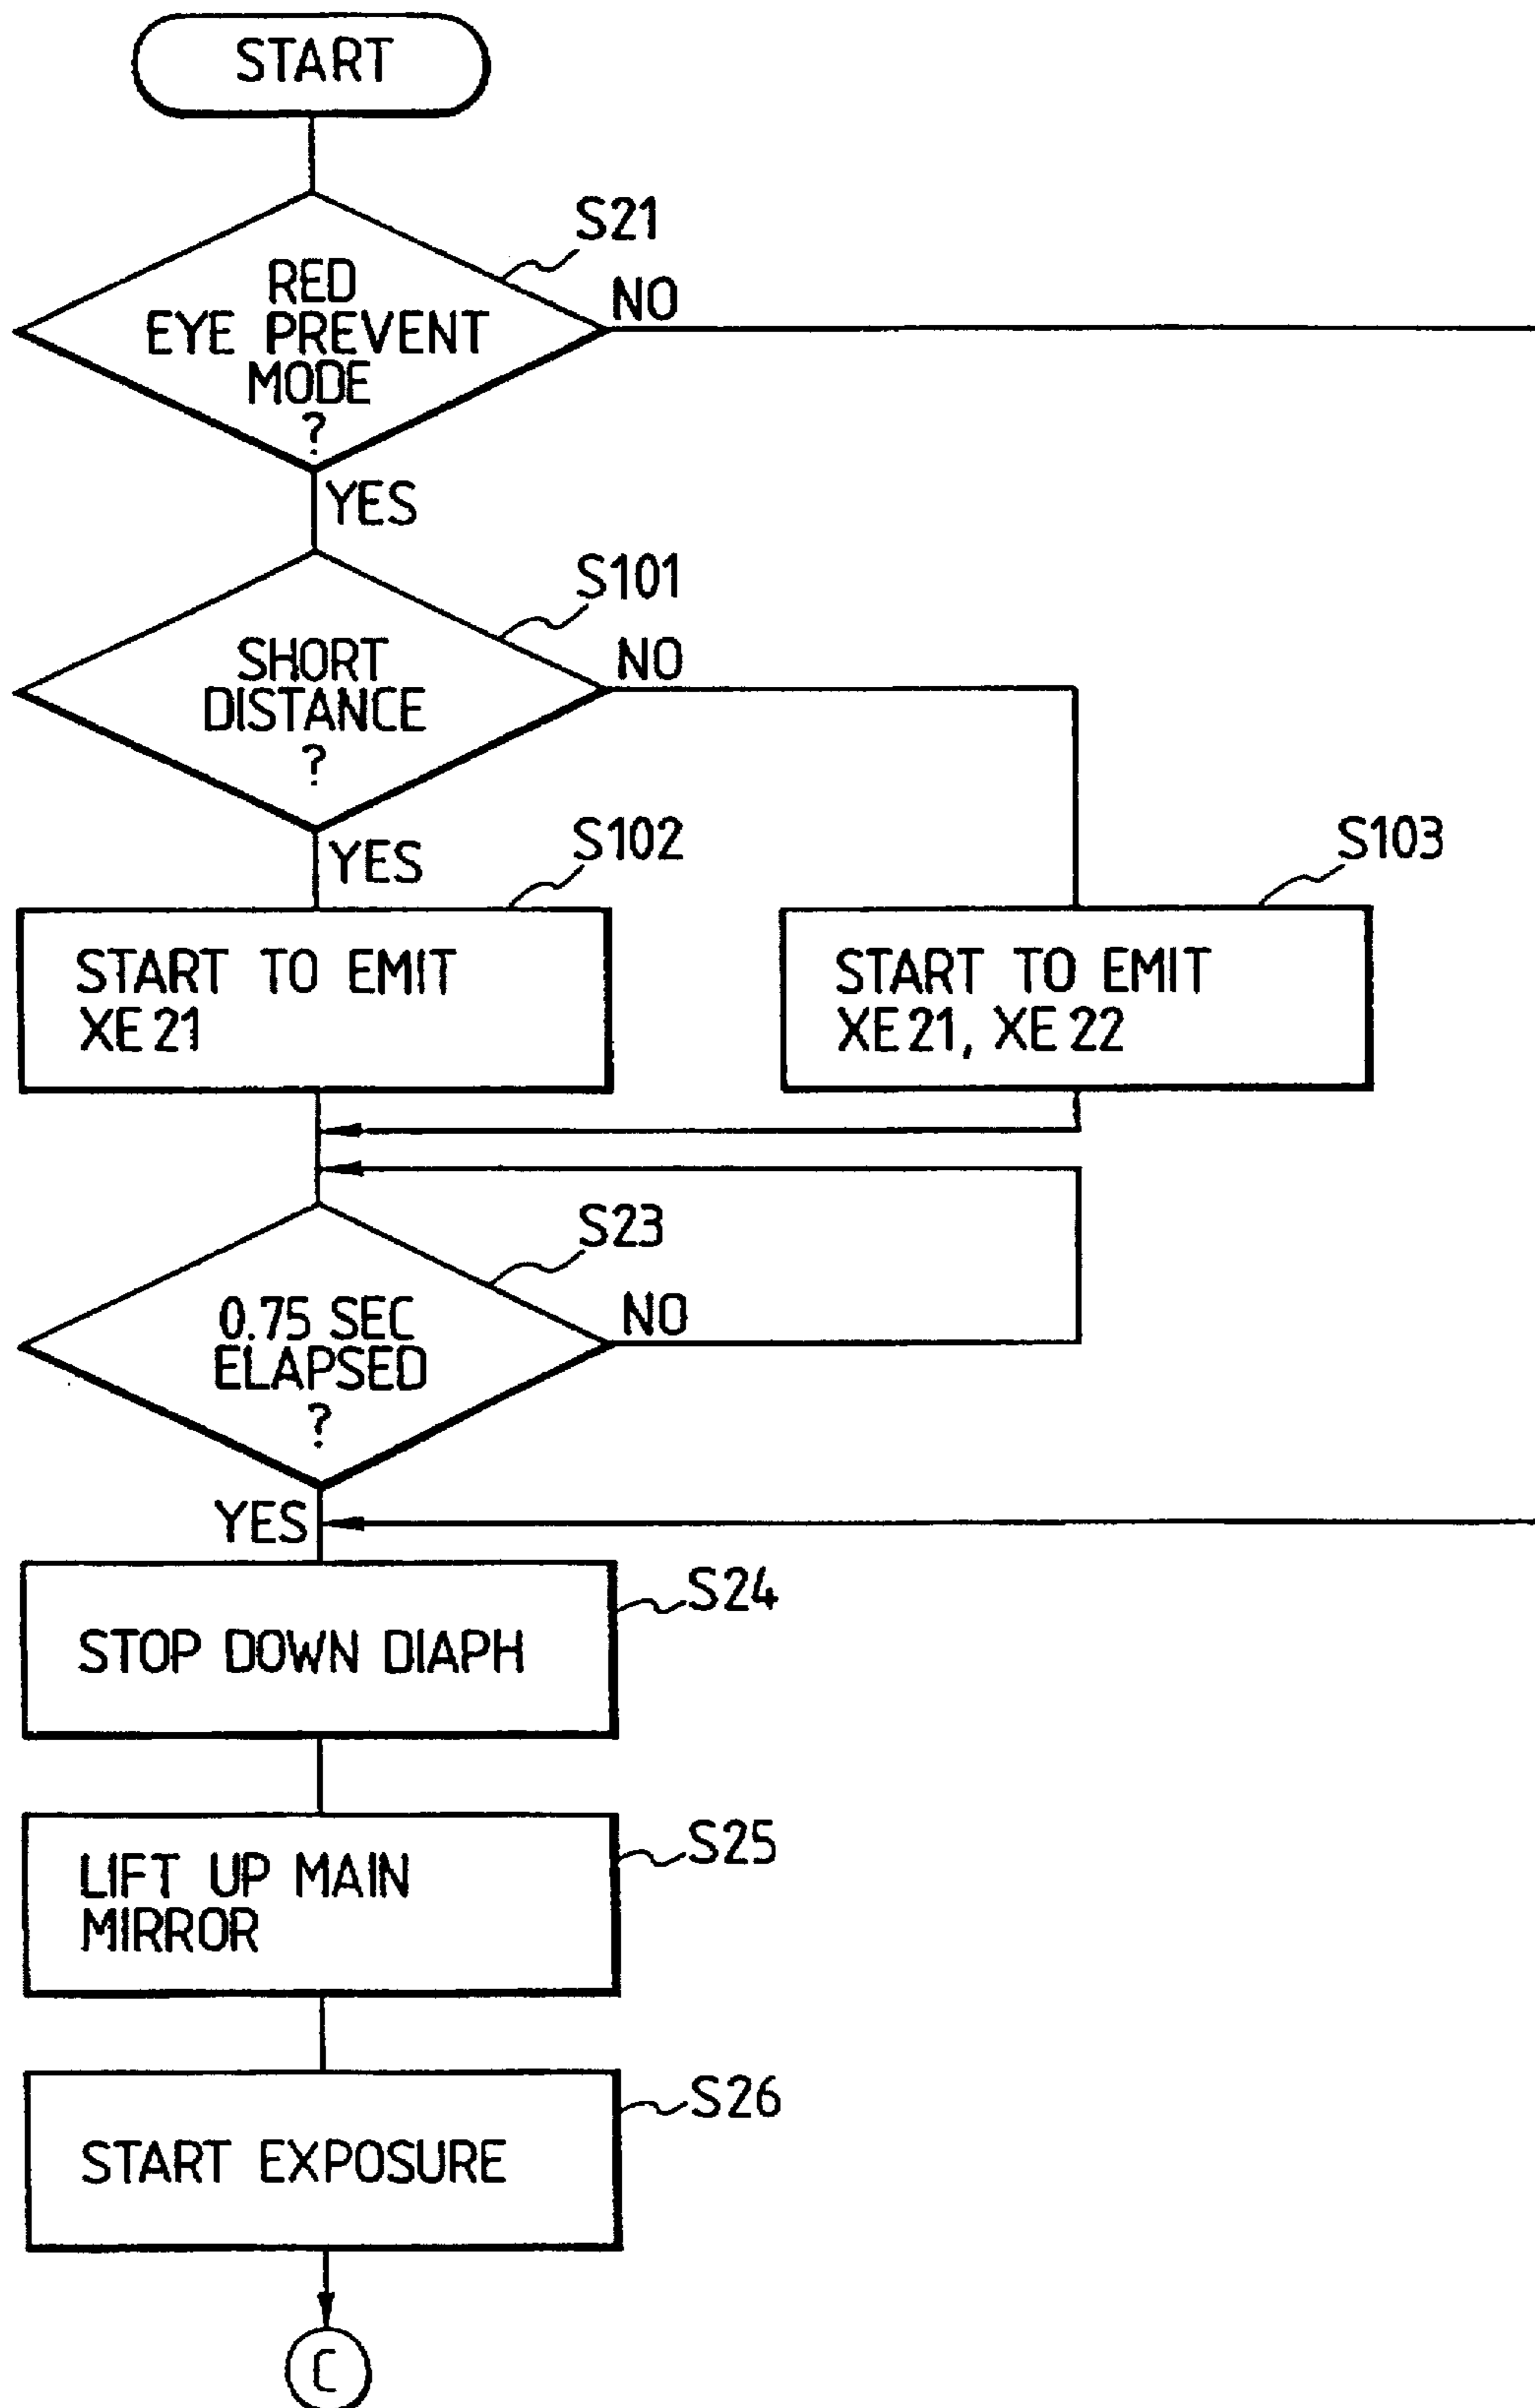 START
S21
RED
EYE PREVENT
MODE
?
NO
YES
S101
SHORT
DISTANCE
?
NO
YES
S102
START TO EMIT
XE21
S103
START TO EMIT
XE21, XE22
S23
0.75 SEC
ELAPSED
?
NO
YES
S24
STOP DOWN DIAPH
S25
LIFT UP MAIN
MIRROR
S26
START EXPOSURE
C